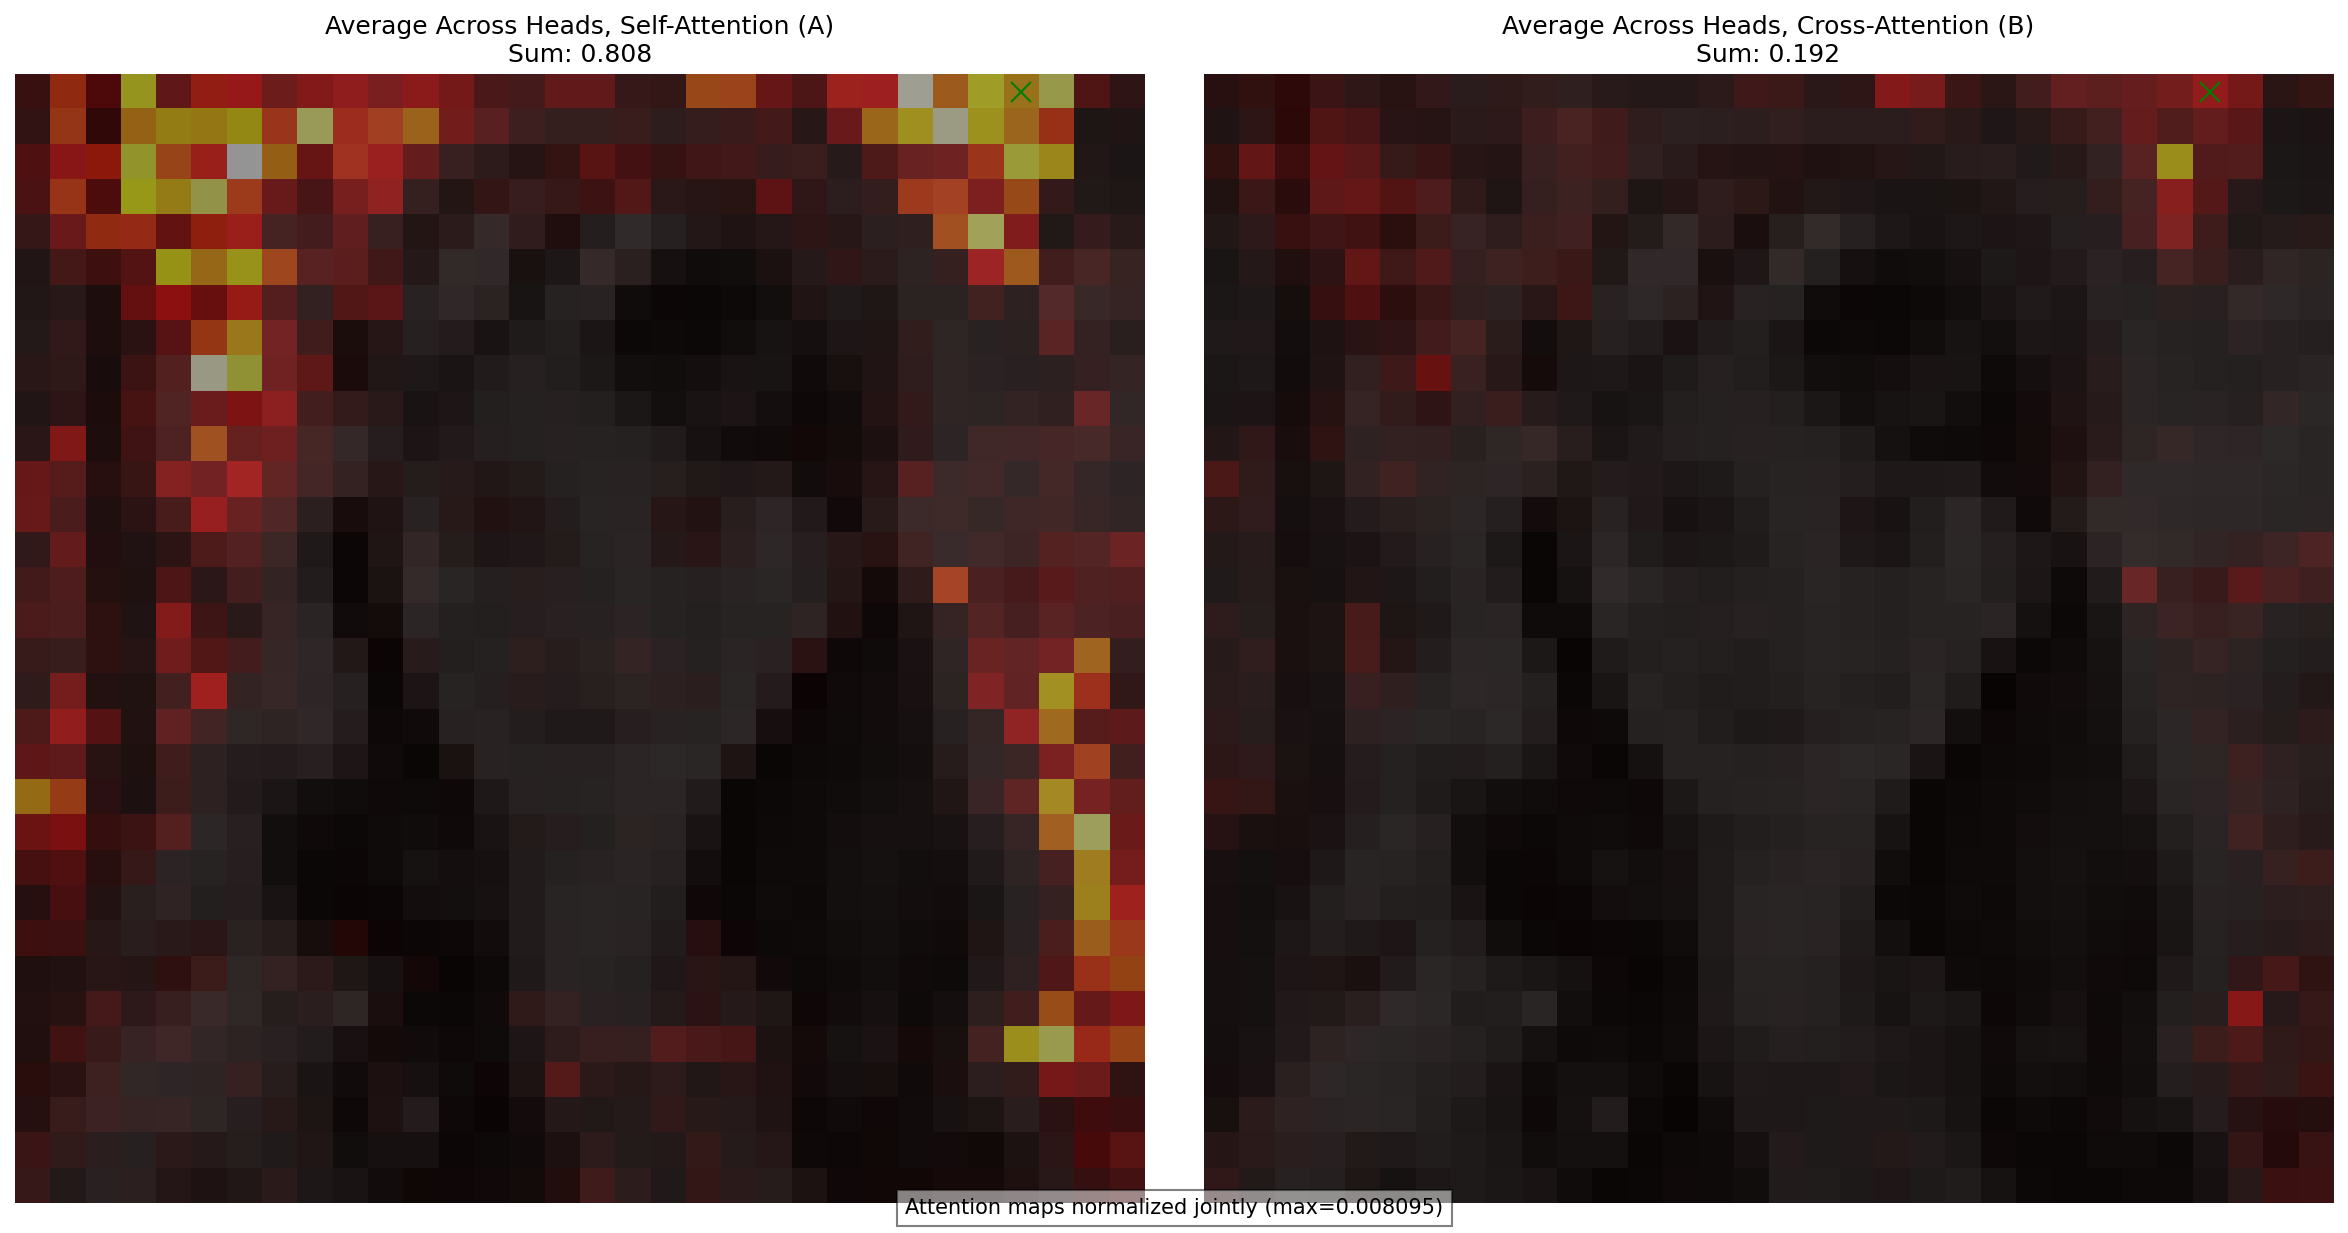 Average Across Heads, Self-Attention (A)
Sum: 0.808
Average Across Heads, Cross-Attention (B)
Sum: 0.192
Attention maps normalized jointly (max=0.008095)